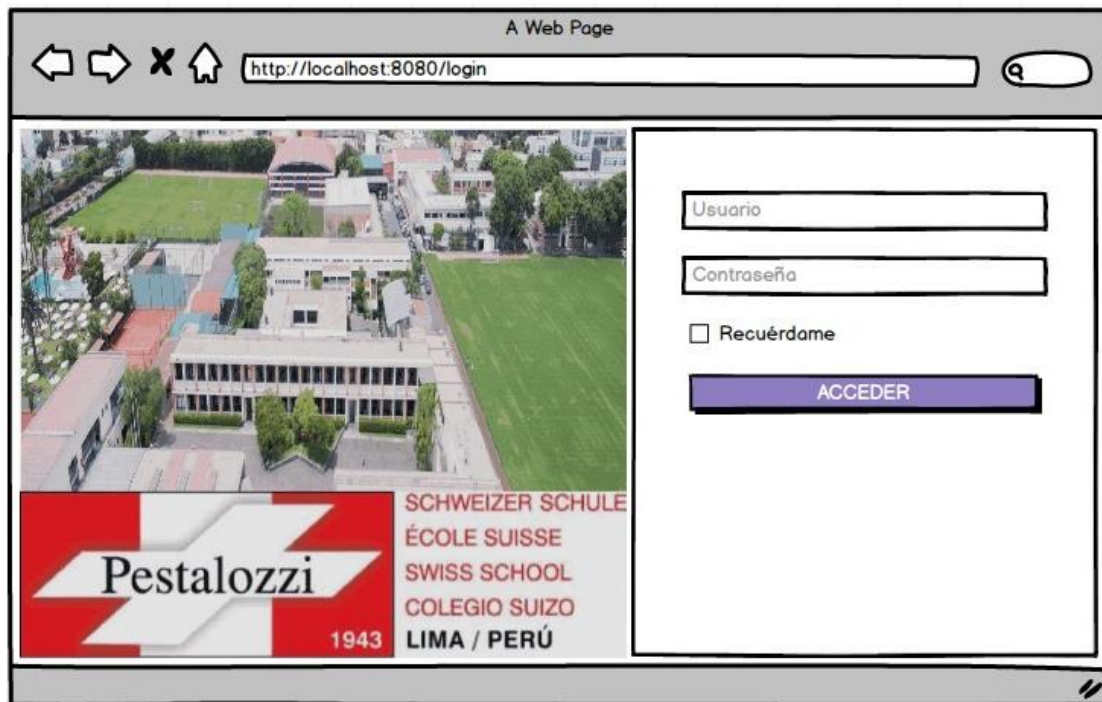 A Web Page
http://localhost:8080/login
Usuario
Contraseña
Recuérdame
ACCEDER
Pestalozzi
1943
SCHWEIZER SCHULE
ÉCOLE SUISSE
SWISS SCHOOL
COLEGIO SUIZO
LIMA / PERÚ